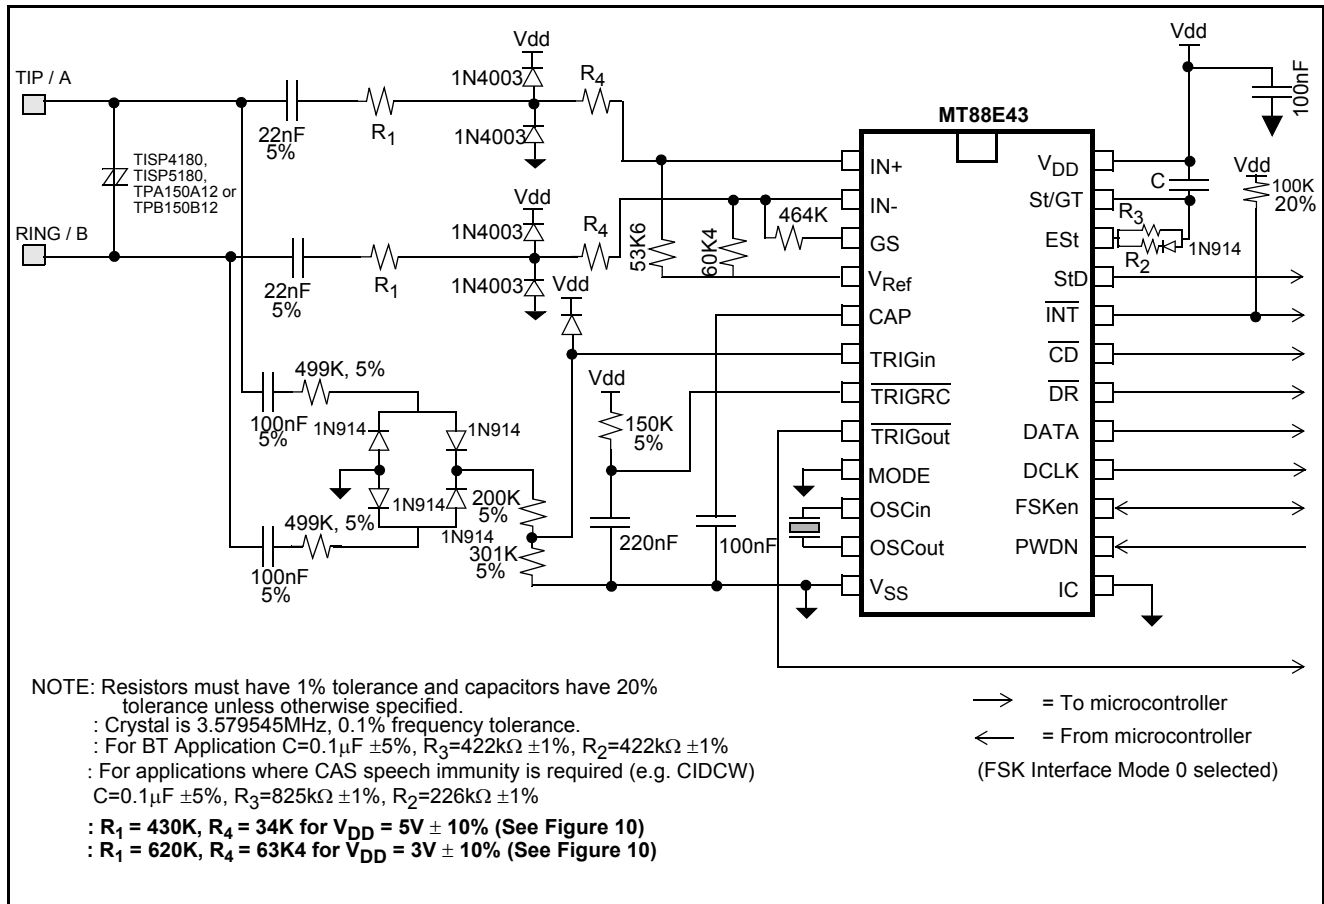 TIP / A
22nF
5%
R1
Vdd
1N4003
1N4003
R4
TISP4180,
TISP5180,
TPA150A12 or
TPB150B12
RING / B
22nF
5%
R1
Vdd
1N4003
1N4003
R4
53K6
60K4
464K
Vdd
499K, 5%
100nF
5%
1N914
1N914
1N914
1N914
499K, 5%
100nF
5%
200K
5%
301K
5%
Vdd
150K
5%
220nF
100nF
MT88E43
IN+
IN-
GS
VRef
CAP
TRIGin
TRIGRC
TRIGout
MODE
OSCin
OSCout
VSS
VDD
St/GT
ESt
StD
INT
CD
DR
DATA
DCLK
FSKen
PWDN
IC
Vdd
100nF
C
R3
R2
1N914
Vdd
100K
20%
NOTE: Resistors must have 1% tolerance and capacitors have 20%
tolerance unless otherwise specified.
: Crystal is 3.579545MHz, 0.1% frequency tolerance.
: For BT Application C=0.1μF ±5%, R3=422kΩ ±1%, R2=422kΩ ±1%
: For applications where CAS speech immunity is required (e.g. CIDCW)
C=0.1μF ±5%, R3=825kΩ ±1%, R2=226kΩ ±1%
: R1 = 430K, R4 = 34K for VDD = 5V ± 10% (See Figure 10)
: R1 = 620K, R4 = 63K4 for VDD = 3V ± 10% (See Figure 10)
= To microcontroller
= From microcontroller
(FSK Interface Mode 0 selected)